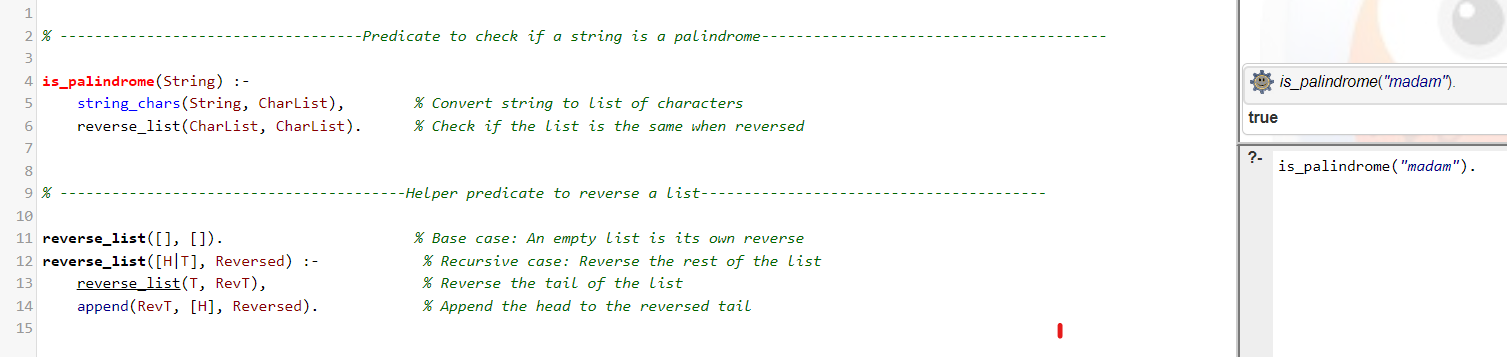 1
2 % -----------------------------------Predicate to check if a string is a palindrome----------------------------------------
3
4 is_palindrome(String) :-
5 string_chars(String, CharList), % Convert string to list of characters
6 reverse_list(CharList, CharList). % Check if the list is the same when reversed
7
8
9 % ----------------------------------------Helper predicate to reverse a list----------------------------------------
10
11 reverse_list([], []). % Base case: An empty list is its own reverse
12 reverse_list([H|T], Reversed) :- % Recursive case: Reverse the rest of the list
13 reverse_list(T, RevT), % Reverse the tail of the list
14 append(RevT, [H], Reversed). % Append the head to the reversed tail
15
is_palindrome("madam").
true
?- is_palindrome("madam").